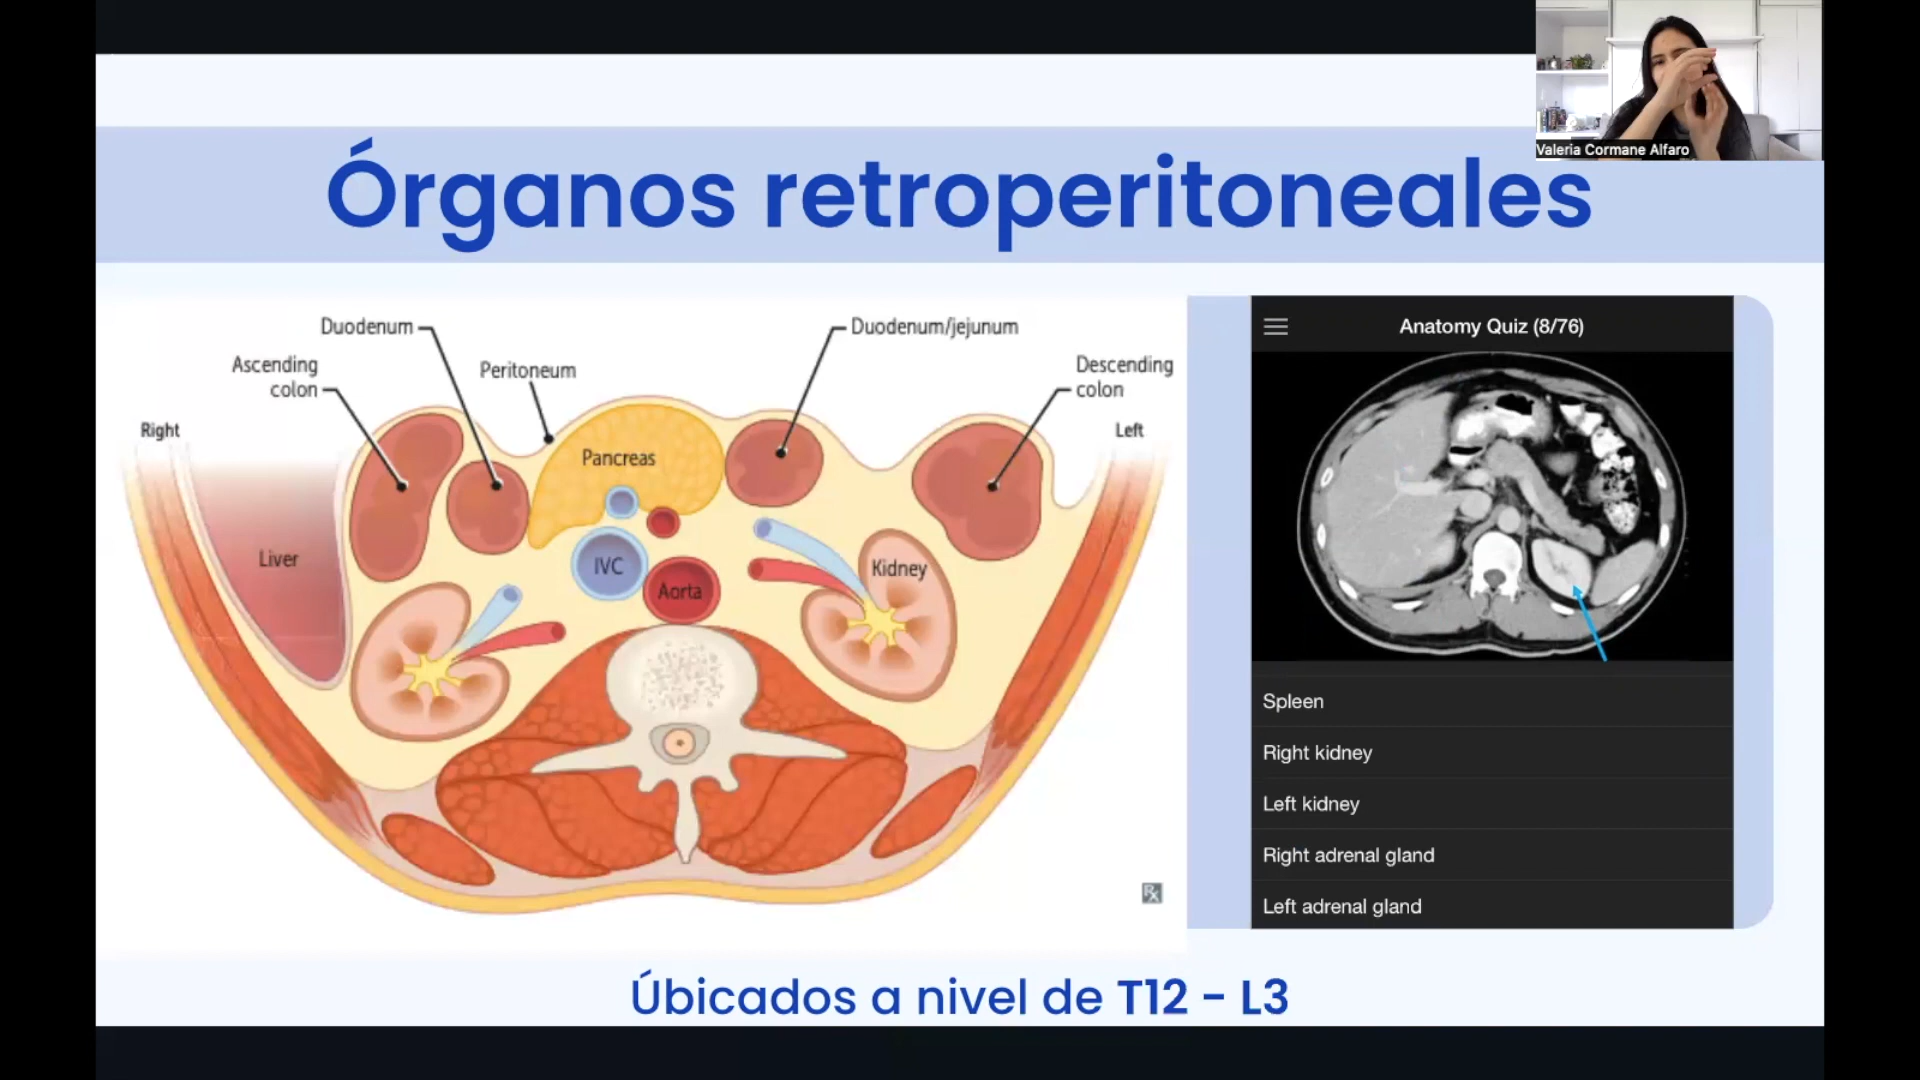 Valeria Cormane Alfaro
Órganos retroperitoneales
Duodenum
Duodenum/jejunum
Ascending
colon
Peritoneum
Descending
colon
Right
Left
Pancreas
Liver
IVC
Aorta
Kidney
Rx
Anatomy Quiz (8/76)
Spleen
Right kidney
Left kidney
Right adrenal gland
Left adrenal gland
Úbicados a nivel de T12 - L3